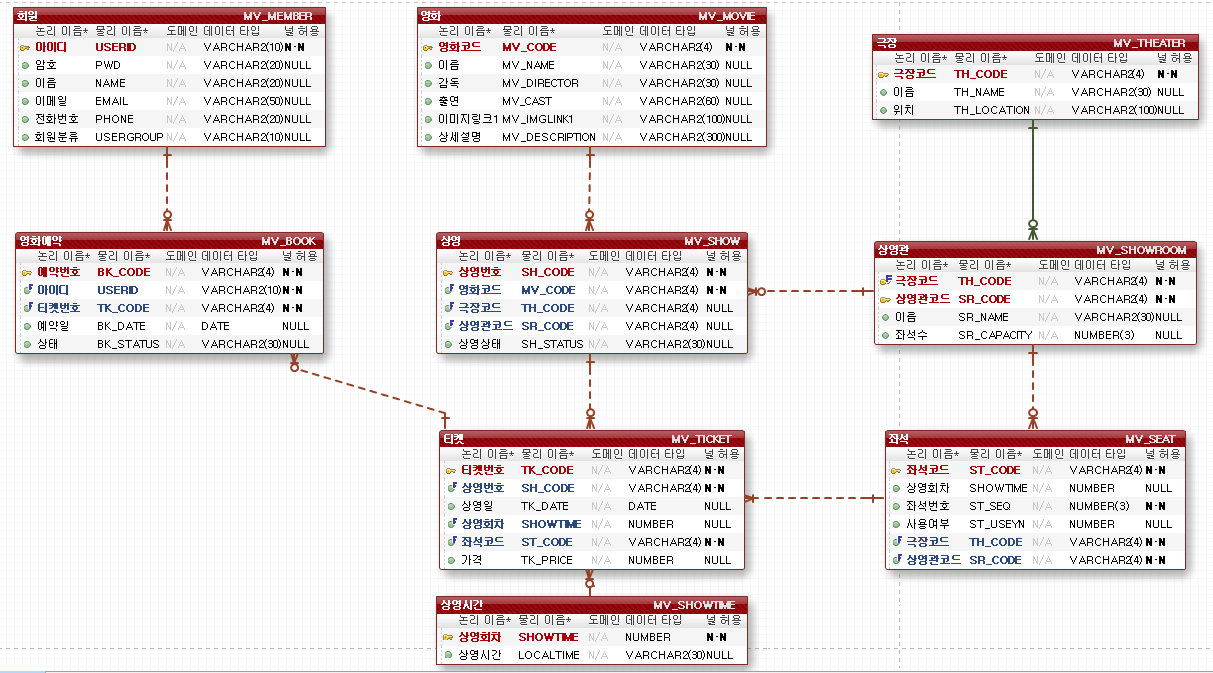 회원 MV_MEMBER
논리 이름* 물리 이름* 도메인 데이터 타입 널 허용
아이디 USERID N/A VARCHAR2(10) N-N
암호 PWD N/A VARCHAR2(20) NULL
이음 NAME N/A VARCHAR2(20) NULL
이메일 EMAIL N/A VARCHAR2(50) NULL
전화번호 PHONE N/A VARCHAR2(20) NULL
회원분류 USERGROUP N/A VARCHAR2(10) NULL
영화 MV_MOVIE
논리 이름* 물리 이름* 도메인 데이터 타입 널 허용
영화코드 MV_CODE N/A VARCHAR2(4) N-N
이음 MV_NAME N/A VARCHAR2(30) NULL
감독 MV_DIRECTOR N/A VARCHAR2(30) NULL
출연 MV_CAST N/A VARCHAR2(60) NULL
이미지링크1 MV_IMGLINK1 N/A VARCHAR2(100) NULL
상세설명 MV_DESCRIPTION N/A VARCHAR2(300) NULL
극장 MV_THEATER
논리 이름* 물리 이름* 도메인 데이터 타입 널 허용
극장코드 TH_CODE N/A VARCHAR2(4) N-N
이음 TH_NAME N/A VARCHAR2(30) NULL
위치 TH_LOCATION N/A VARCHAR2(100) NULL
영화예약 MV_BOOK
논리 이름* 물리 이름* 도메인 데이터 타입 널 허용
예약번호 BK_CODE N/A VARCHAR2(4) N-N
아이디 USERID N/A VARCHAR2(10) N-N
티켓번호 TK_CODE N/A VARCHAR2(4) N-N
예약일 BK_DATE N/A DATE NULL
상태 BK_STATUS N/A VARCHAR2(30) NULL
상영 MV_SHOW
논리 이름* 물리 이름* 도메인 데이터 타입 널 허용
상영번호 SH_CODE N/A VARCHAR2(4) N-N
영화코드 MV_CODE N/A VARCHAR2(4) N-N
극장코드 TH_CODE N/A VARCHAR2(4) N-N
상영관코드 SR_CODE N/A VARCHAR2(4) N-N
상영상태 SH_STATUS N/A VARCHAR2(30) NULL
상영관 MV_SHOWROOM
논리 이름* 물리 이름* 도메인 데이터 타입 널 허용
극장코드 TH_CODE N/A VARCHAR2(4) N-N
상영관코드 SR_CODE N/A VARCHAR2(4) N-N
이음 SR_NAME N/A VARCHAR2(30) NULL
좌석수 SR_CAPACITY N/A NUMBER(3) NULL
티켓 MV_TICKET
논리 이름* 물리 이름* 도메인 데이터 타입 널 허용
티켓번호 TK_CODE N/A VARCHAR2(4) N-N
상영번호 SH_CODE N/A VARCHAR2(4) N-N
상영일 TK_DATE N/A DATE NULL
상영회차 SHOWTIME N/A NUMBER NULL
좌석코드 ST_CODE N/A VARCHAR2(4) N-N
가격 TK_PRICE N/A NUMBER NULL
좌석 MV_SEAT
논리 이름* 물리 이름* 도메인 데이터 타입 널 허용
좌석코드 ST_CODE N/A VARCHAR2(4) N-N
상영회차 SHOWTIME N/A NUMBER NULL
좌석번호 ST_SEQ N/A NUMBER(3) N-N
사용여부 ST_USEYN N/A NUMBER NULL
극장코드 TH_CODE N/A VARCHAR2(4) N-N
상영관코드 SR_CODE N/A VARCHAR2(4) N-N
상영시간 MV_SHOWTIME
논리 이름* 물리 이름* 도메인 데이터 타입 널 허용
상영회차 SHOWTIME N/A NUMBER N-N
상영시간 LOCALTIME N/A VARCHAR2(30) NULL